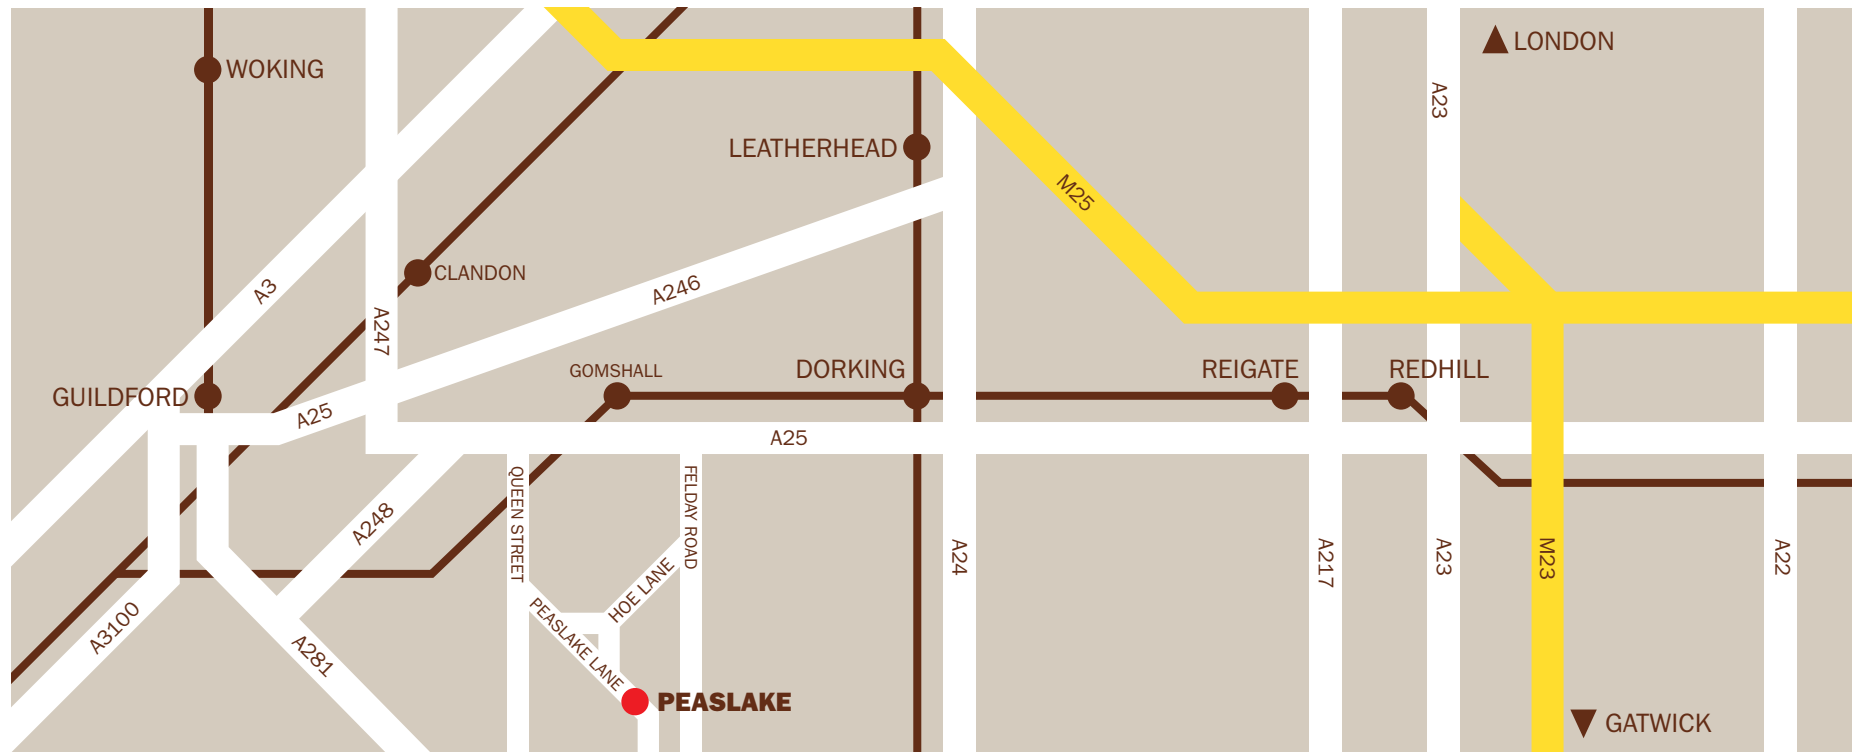 LONDON
WOKING
A23
LEATHERHEAD
M25
CLANDON
A3
A246
A247
GOMSHALL
DORKING
REIGATE
REDHILL
GUILDFORD
A25
A25
QUEEN STREET
FELDAY ROAD
A248
A24
A217
A23
M23
A22
HOE LANE
PEASLAKE LANE
A3100
A281
PEASLAKE
GATWICK